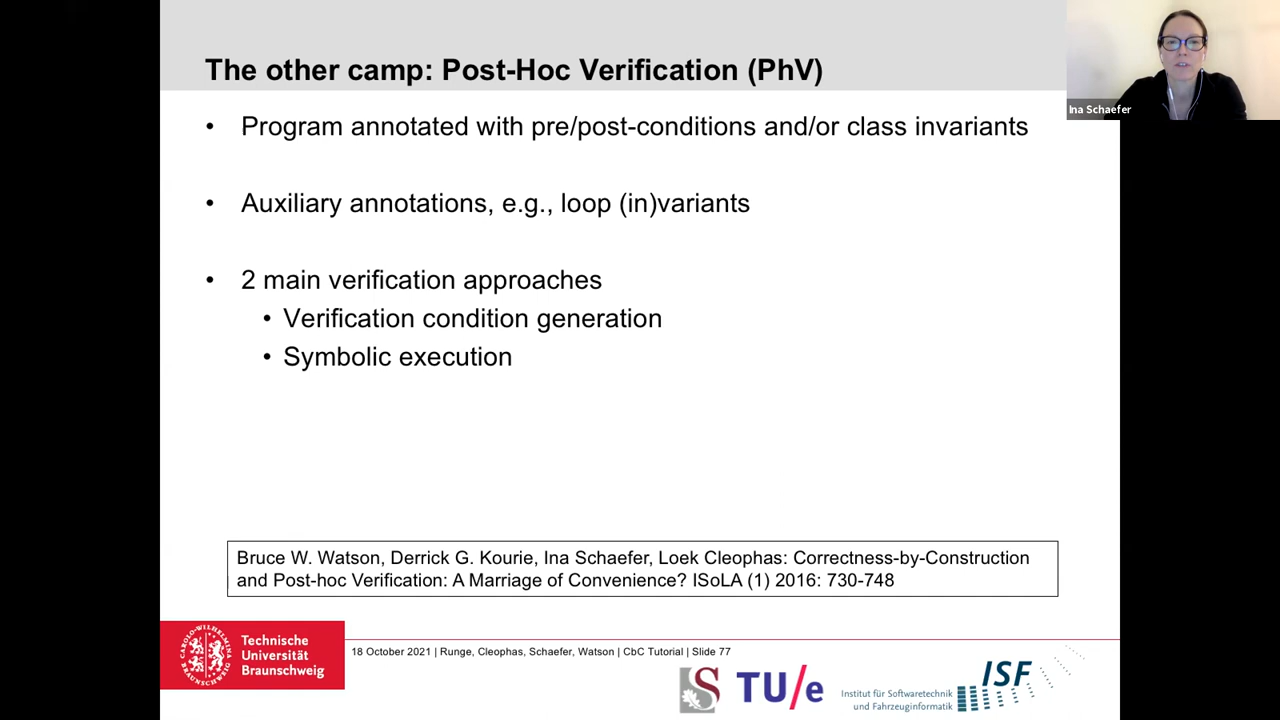 The other camp: Post-Hoc Verification (PhV)
Ina Schaefer
• Program annotated with pre/post-conditions and/or class invariants
• Auxiliary annotations, e.g., loop (in)variants
• 2 main verification approaches
• Verification condition generation
• Symbolic execution
Bruce W. Watson, Derrick G. Kourie, Ina Schaefer, Loek Cleophas: Correctness-by-Construction
and Post-hoc Verification: A Marriage of Convenience? ISoLA (1) 2016: 730-748
Technische
Universität
Braunschweig
18 October 2021 | Runge, Cleophas, Schaefer, Watson | CbC Tutorial | Slide 77
S
TU/e
Institut für Softwaretechnik
und Fahrzeuginformatik
ISF